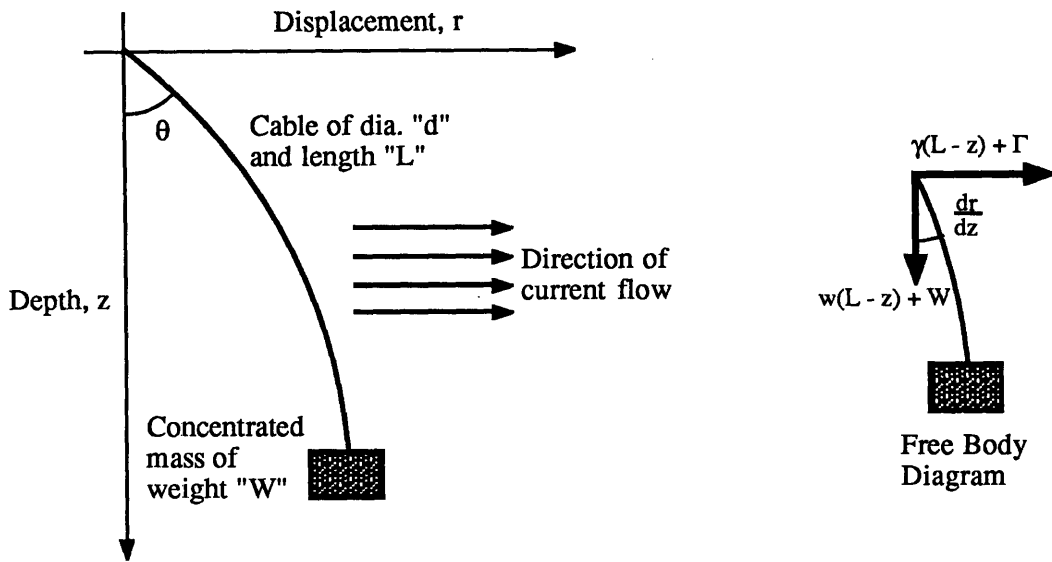 Displacement, r
θ
Cable of dia. "d"
and length "L"
Direction of
current flow
Depth, z
Concentrated
mass of
weight "W"
γ(L - z) + Γ
dr
dz
w(L - z) + W
Free Body
Diagram